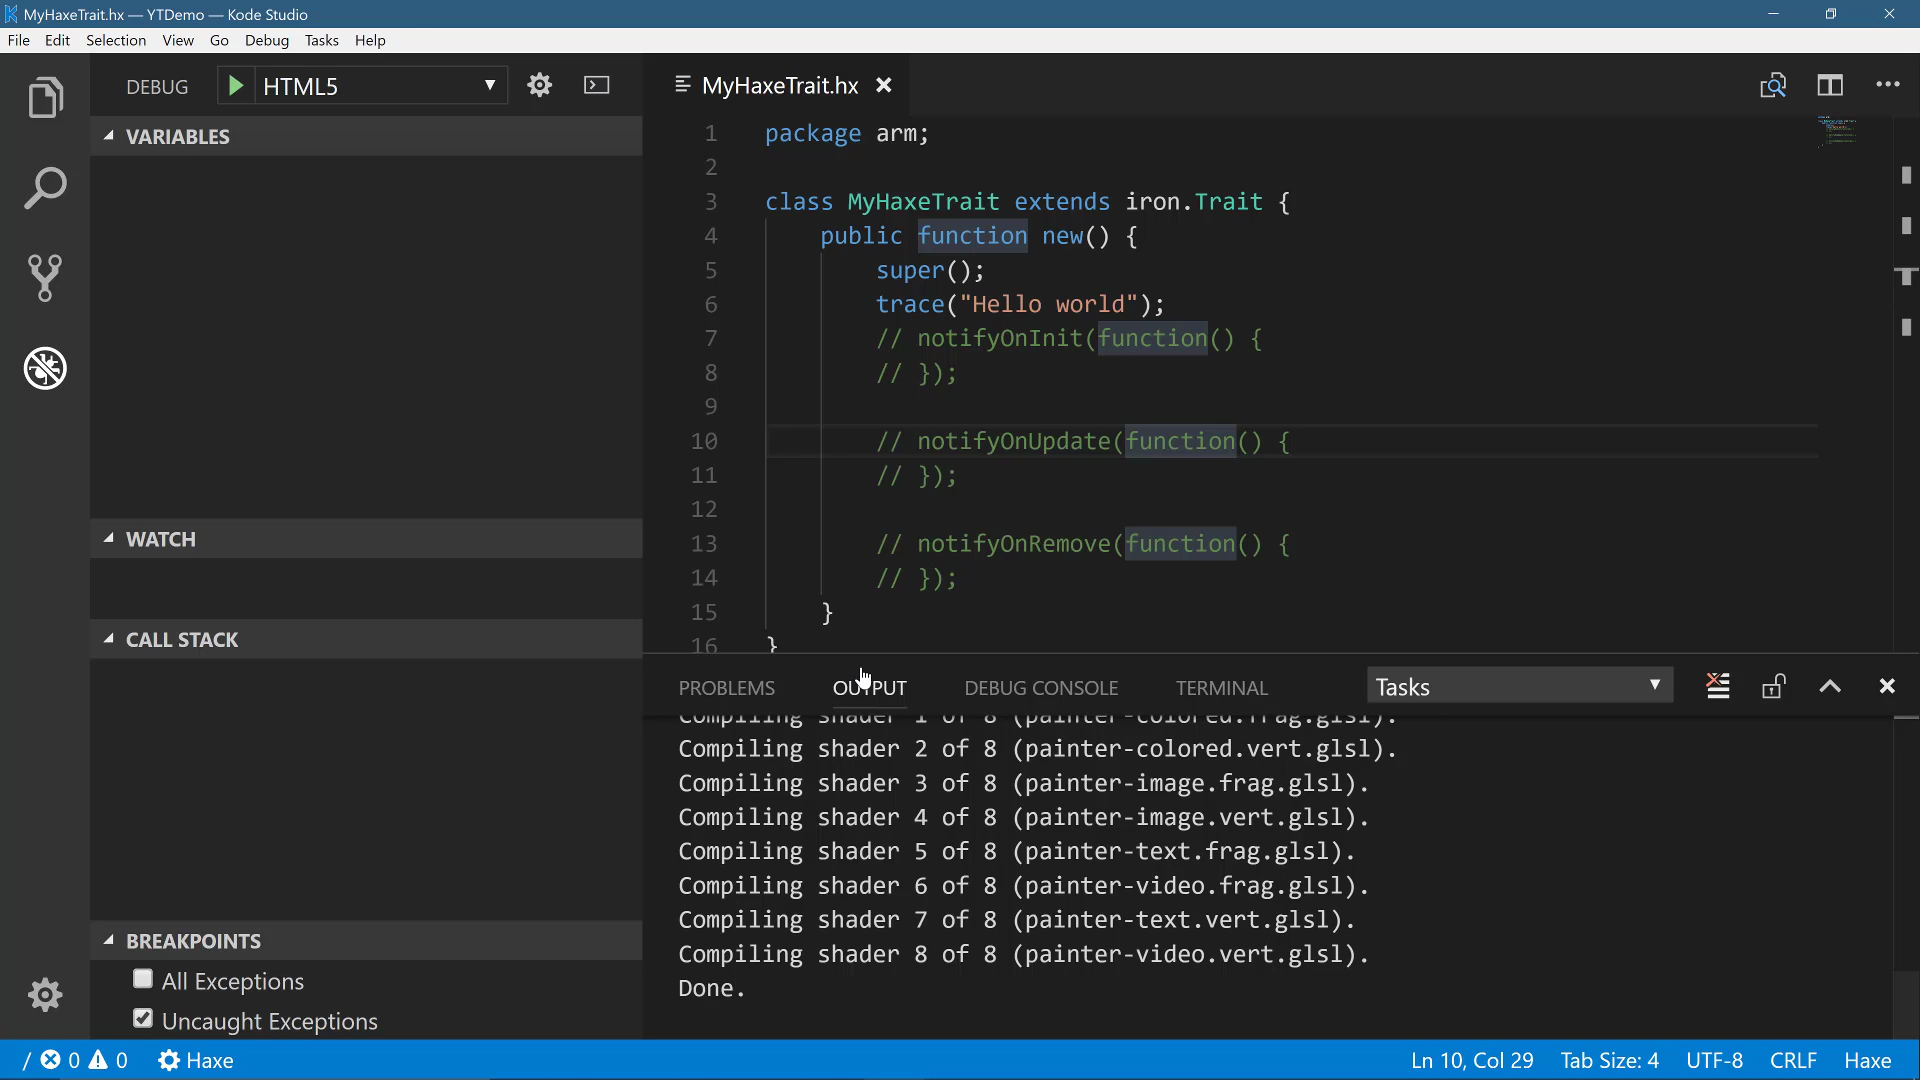 MyHaxeTrait.hx — YTDemo — Kode Studio
File Edit Selection View Go Debug Tasks Help
DEBUG HTML5
VARIABLES
WATCH
CALL STACK
BREAKPOINTS
All Exceptions
Uncaught Exceptions
MyHaxeTrait.hx
1 package arm;
2
3 class MyHaxeTrait extends iron.Trait {
4 public function new() {
5 super();
6 trace("Hello world");
7 // notifyOnInit(function() {
8 // });
9
10 // notifyOnUpdate(function() {
11 // });
12
13 // notifyOnRemove(function() {
14 // });
15 }
16 }
PROBLEMS OUTPUT DEBUG CONSOLE TERMINAL Tasks
Compiling shader 1 of 8 (painter-colored.frag.glsl).
Compiling shader 2 of 8 (painter-colored.vert.glsl).
Compiling shader 3 of 8 (painter-image.frag.glsl).
Compiling shader 4 of 8 (painter-image.vert.glsl).
Compiling shader 5 of 8 (painter-text.frag.glsl).
Compiling shader 6 of 8 (painter-video.frag.glsl).
Compiling shader 7 of 8 (painter-text.vert.glsl).
Compiling shader 8 of 8 (painter-video.vert.glsl).
Done.
/ 0 0 Haxe Ln 10, Col 29 Tab Size: 4 UTF-8 CRLF Haxe